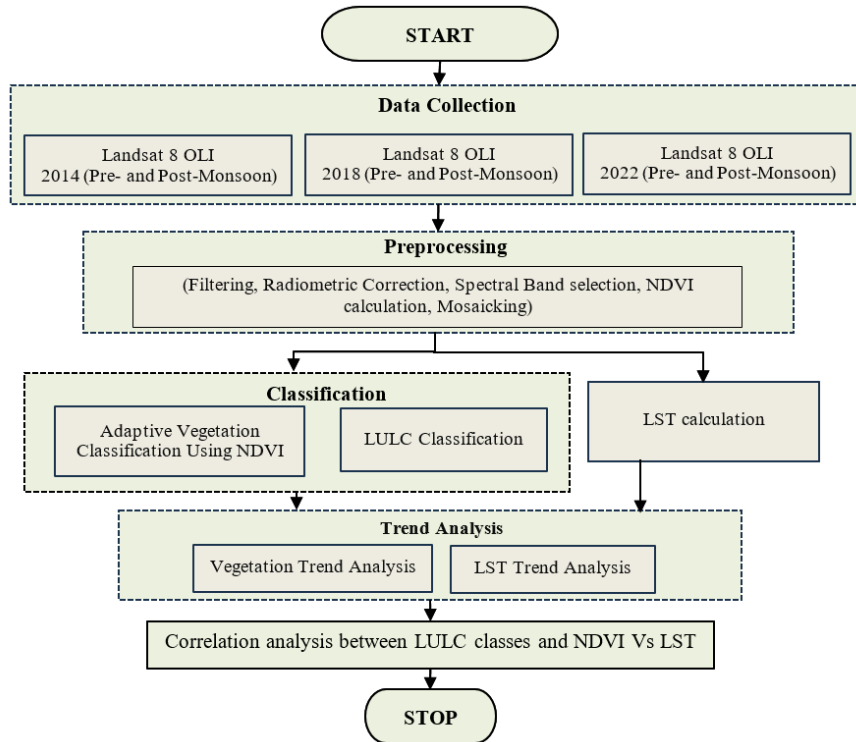 START
Data Collection
Landsat 8 OLI
2014 (Pre- and Post-Monsoon)
Landsat 8 OLI
2018 (Pre- and Post-Monsoon)
Landsat 8 OLI
2022 (Pre- and Post-Monsoon)
Preprocessing
(Filtering, Radiometric Correction, Spectral Band selection, NDVI
calculation, Mosaicking)
Classification
Adaptive Vegetation
Classification Using NDVI
LULC Classification
LST calculation
Trend Analysis
Vegetation Trend Analysis
LST Trend Analysis
Correlation analysis between LULC classes and NDVI Vs LST
STOP